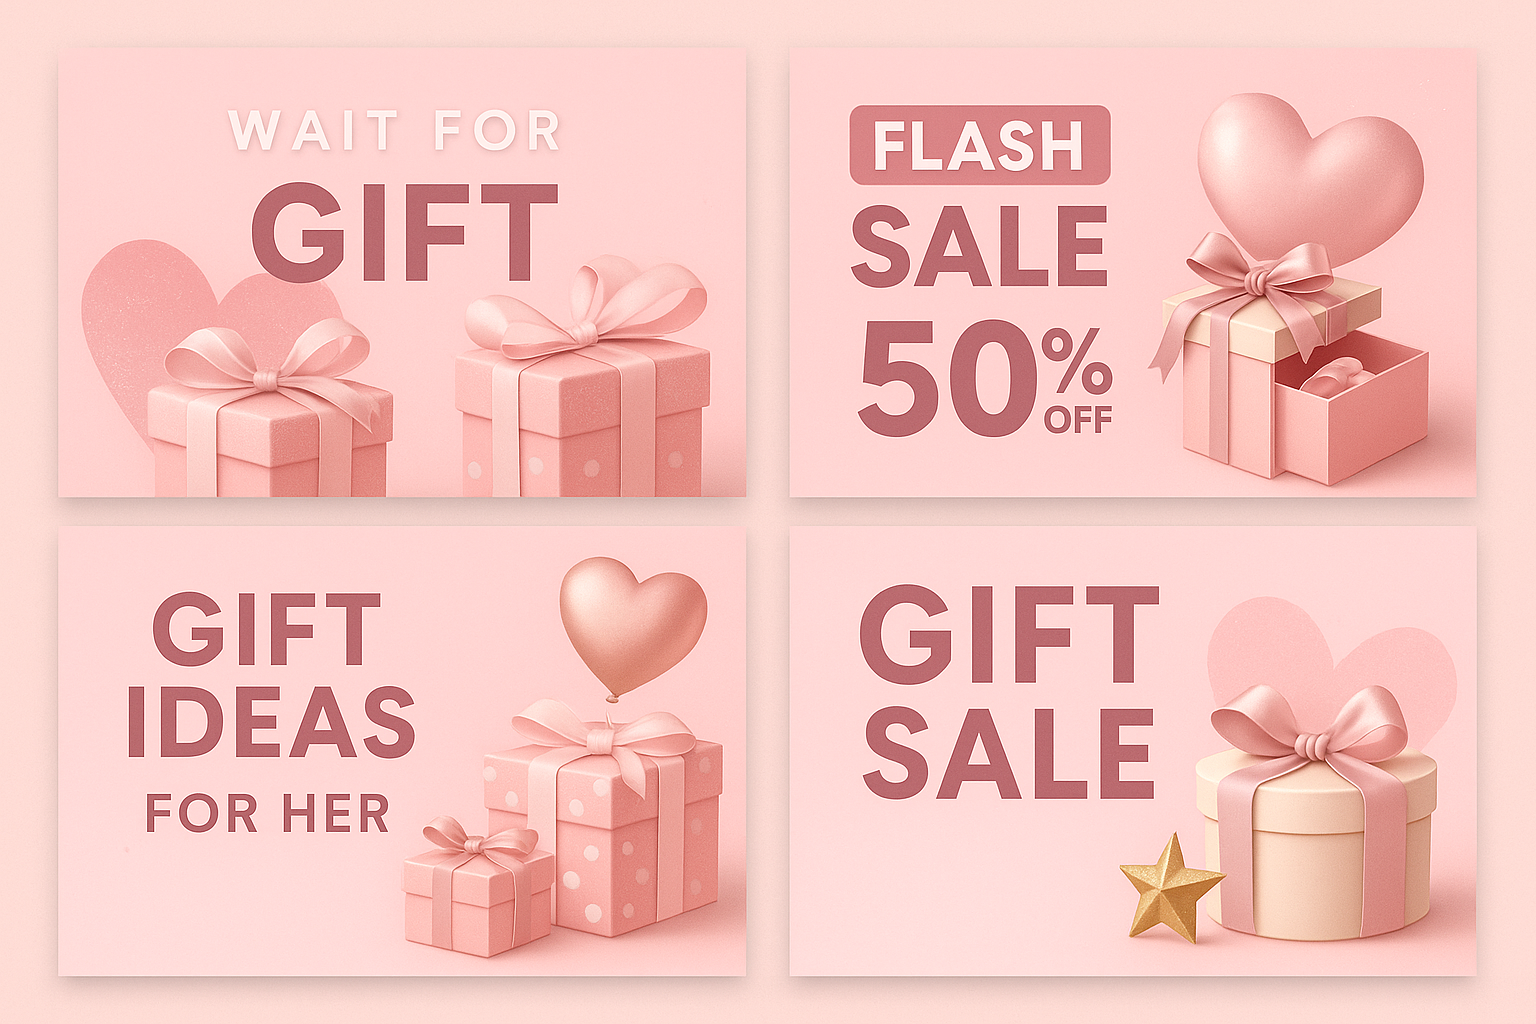 WAIT FOR
GIFT
FLASH
SALE
50%
OFF
GIFT
IDEAS
FOR HER
GIFT
SALE